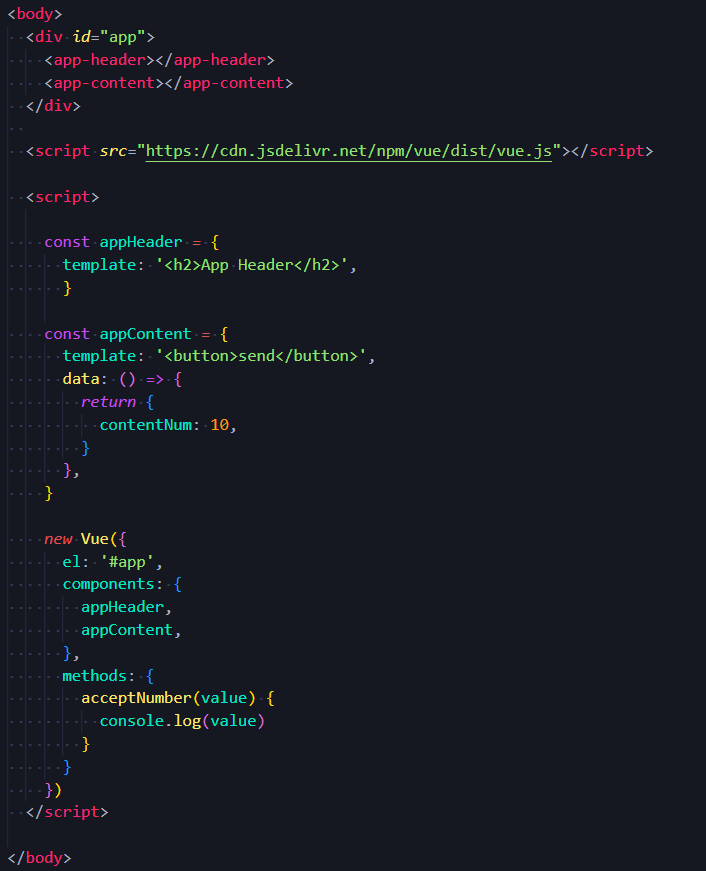 <body>
  <div id="app">
    <app-header></app-header>
    <app-content></app-content>
  </div>
  <script src="https://cdn.jsdelivr.net/npm/vue/dist/vue.js"></script>
  <script>
    const appHeader = {
      template: '<h2>App Header</h2>',
      }
    const appContent = {
      template: '<button>send</button>',
      data: () => {
        return {
          contentNum: 10,
        }
      },
    }
    new Vue({
      el: '#app',
      components: {
        appHeader,
        appContent,
      },
      methods: {
        acceptNumber(value) {
          console.log(value)
        }
      }
    })
  </script>
</body>